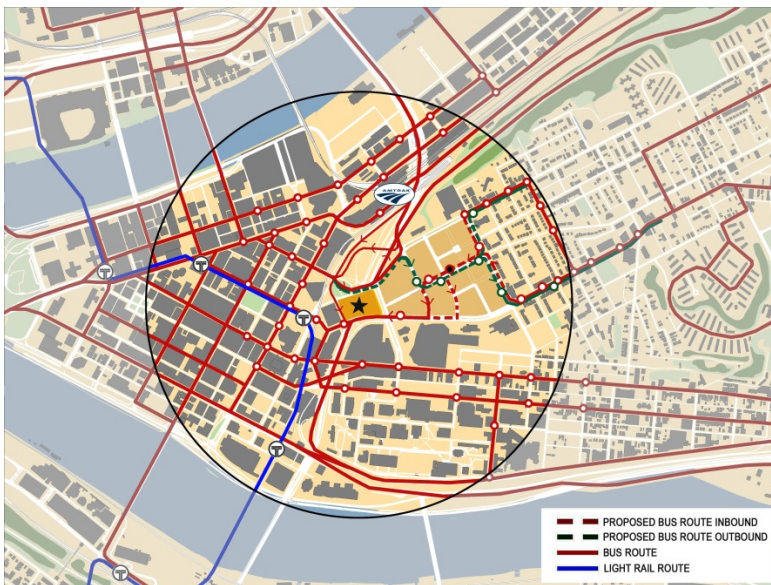 AMTRAK
T
T
T
T
T
PROPOSED BUS ROUTE INBOUND
PROPOSED BUS ROUTE OUTBOUND
BUS ROUTE
LIGHT RAIL ROUTE